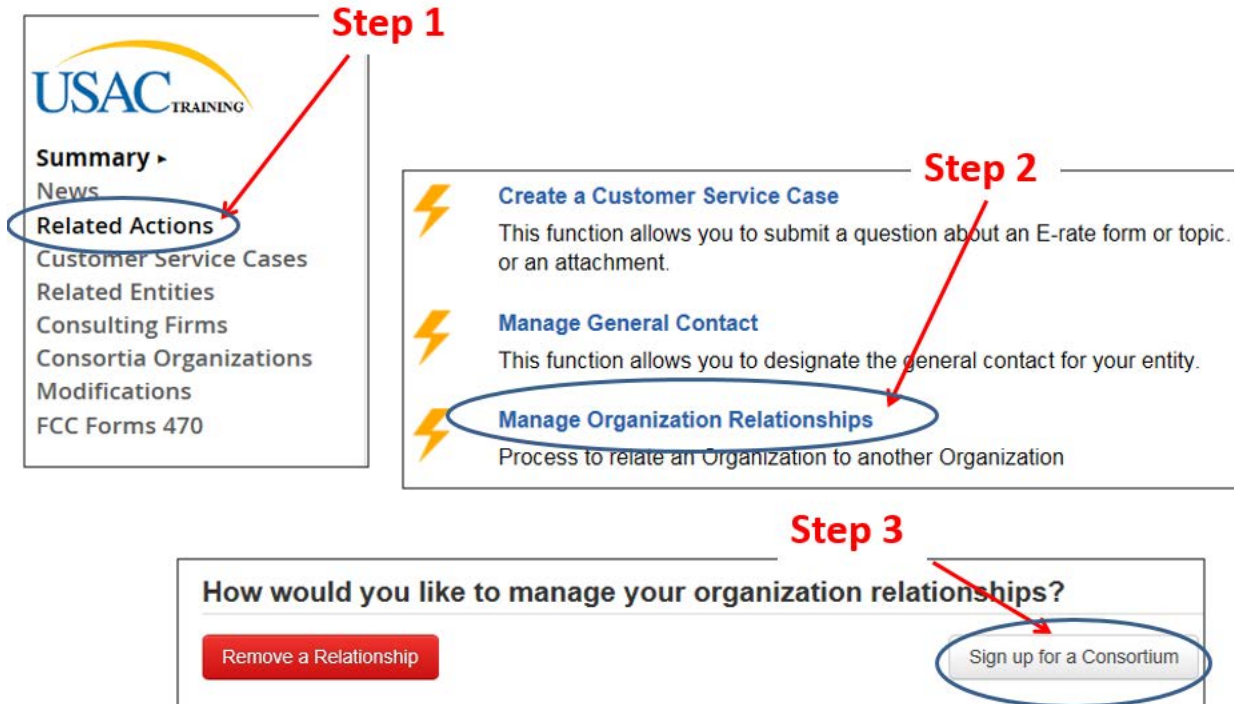 Step 1
USAC TRAINING
Summary ▸
News
Related Actions
Customer Service Cases
Related Entities
Consulting Firms
Consortia Organizations
Modifications
FCC Forms 470
Step 2
Create a Customer Service Case
This function allows you to submit a question about an E-rate form or topic.
or an attachment.
Manage General Contact
This function allows you to designate the general contact for your entity.
Manage Organization Relationships
Process to relate an Organization to another Organization
Step 3
How would you like to manage your organization relationships?
Remove a Relationship
Sign up for a Consortium